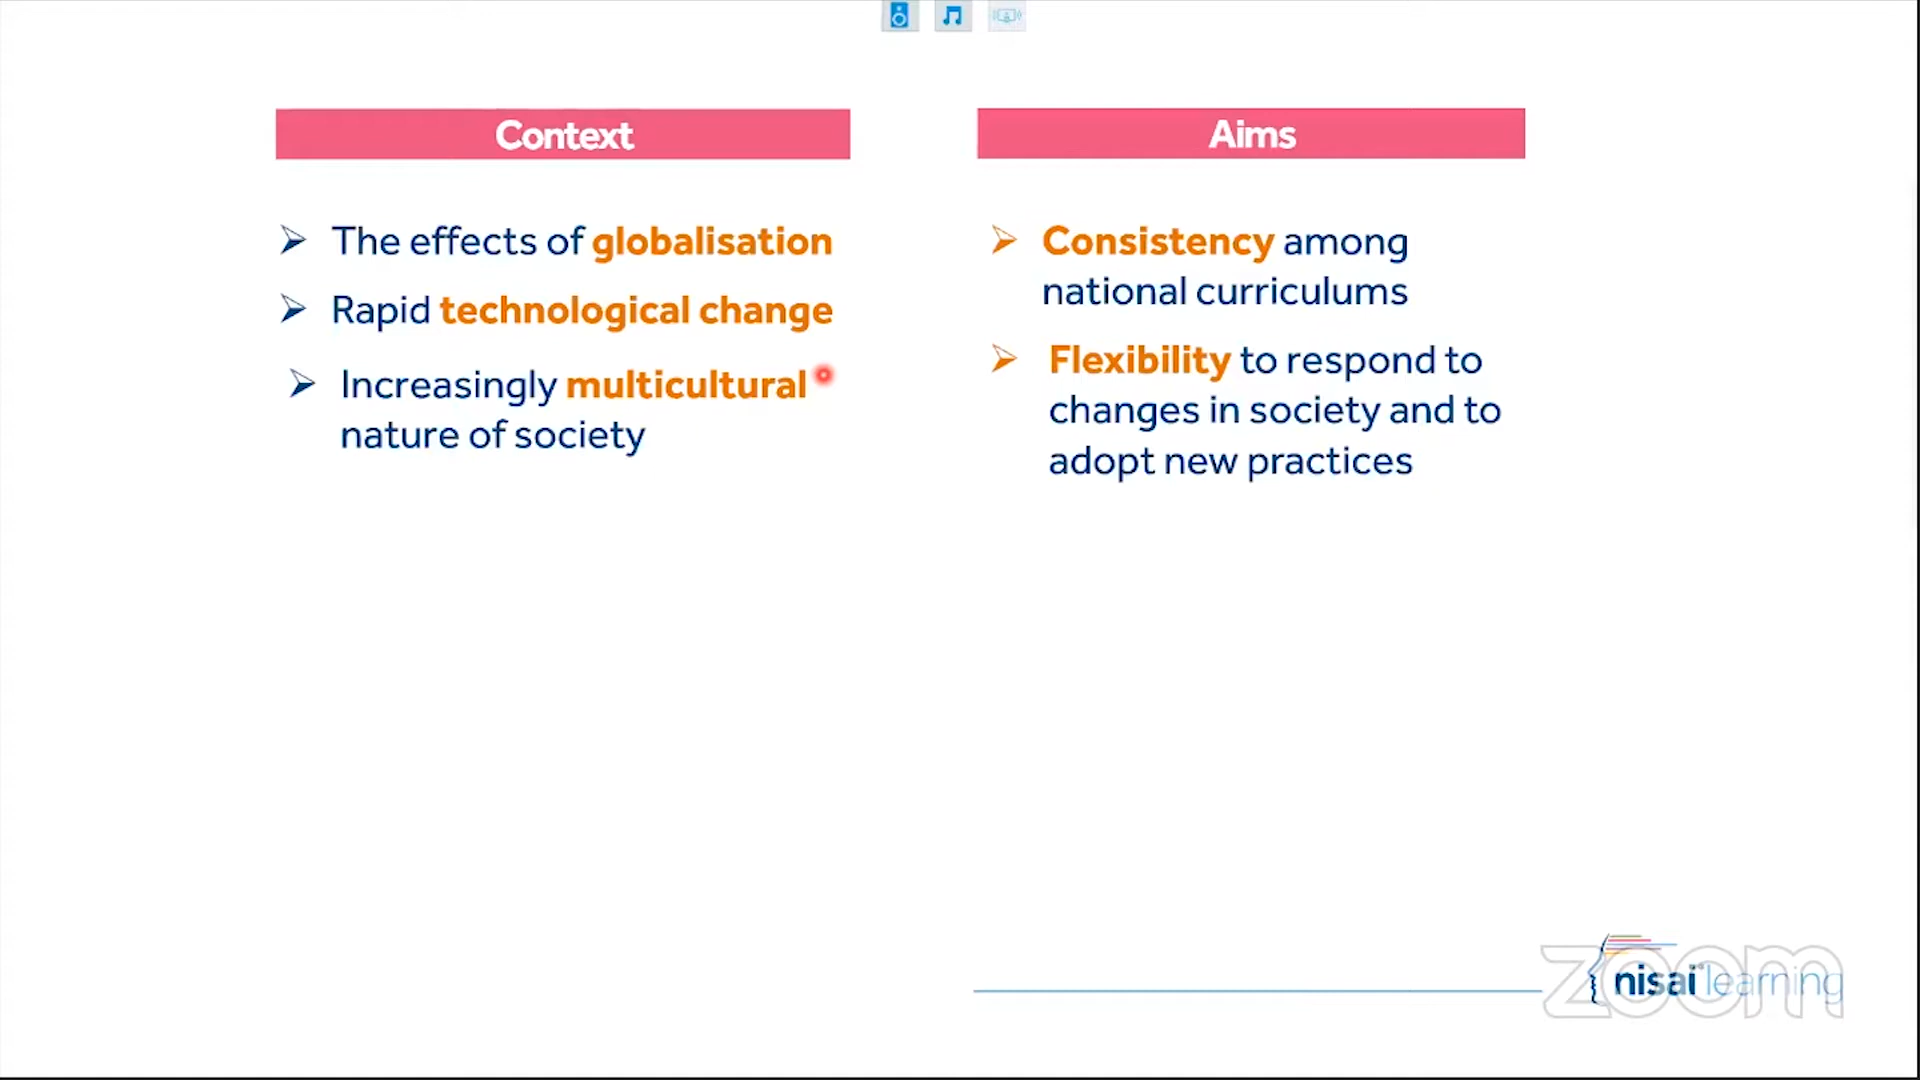 Context
The effects of globalisation
Rapid technological change
Increasingly multicultural
nature of society
Aims
Consistency among
national curriculums
Flexibility to respond to
changes in society and to
adopt new practices
nisai learning
zoom